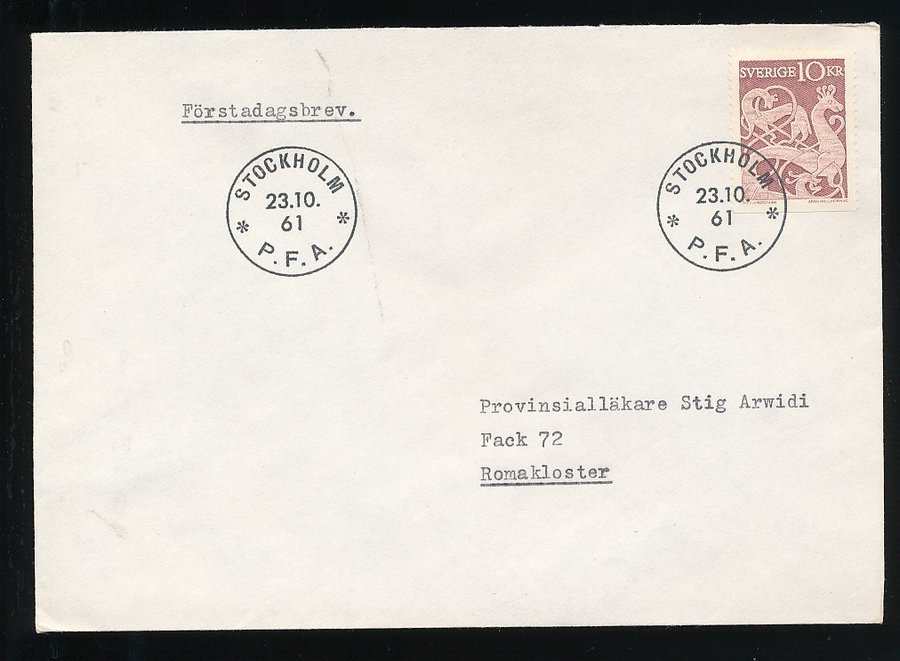 Förstadagsbrev.
SVERIGE 10 KR
STOCKHOLM
23.10.
61
* *
P.F.A.
STOCKHOLM
23.10.
61
* *
P.F.A.
Provinsialläkare Stig Arwidi
Fack 72
Romakloster